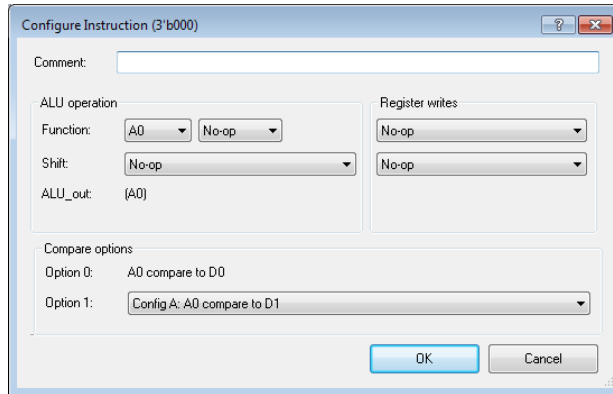 Configure Instruction (3'b000)
Comment:
ALU operation
Register writes
Function: A0 No-op
No-op
Shift: No-op
No-op
ALU_out: (A0)
Compare options
Option 0: A0 compare to D0
Option 1: Config A: A0 compare to D1
OK Cancel